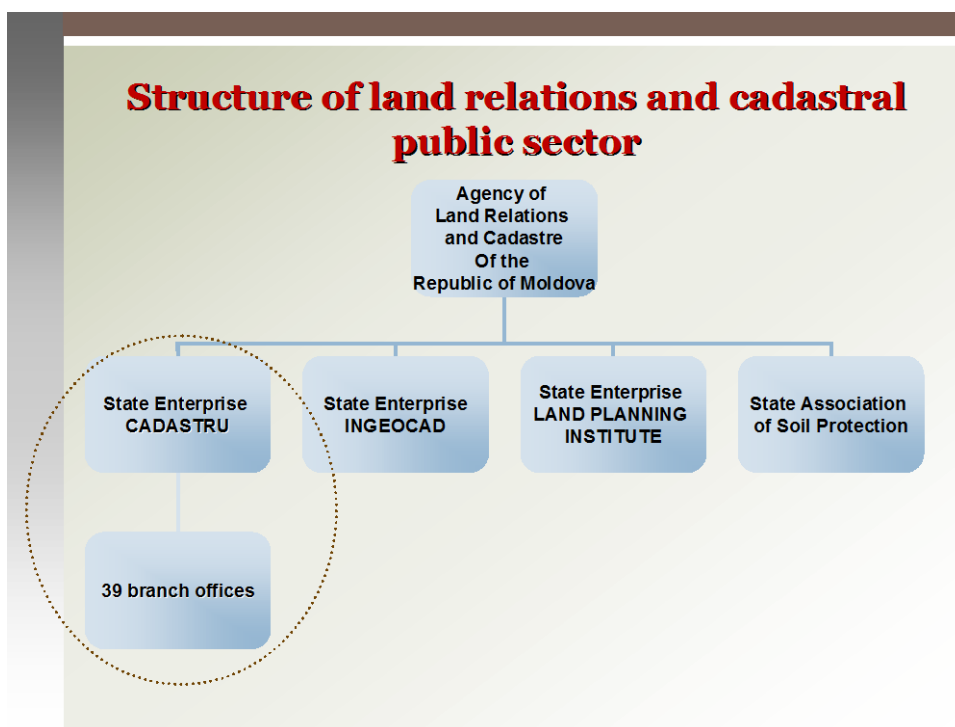 Structure of land relations and cadastral
public sector
Agency of
Land Relations
and Cadastre
Of the
Republic of Moldova
State Enterprise
CADASTRU
State Enterprise
INGEOCAD
State Enterprise
LAND PLANNING
INSTITUTE
State Association
of Soil Protection
39 branch offices